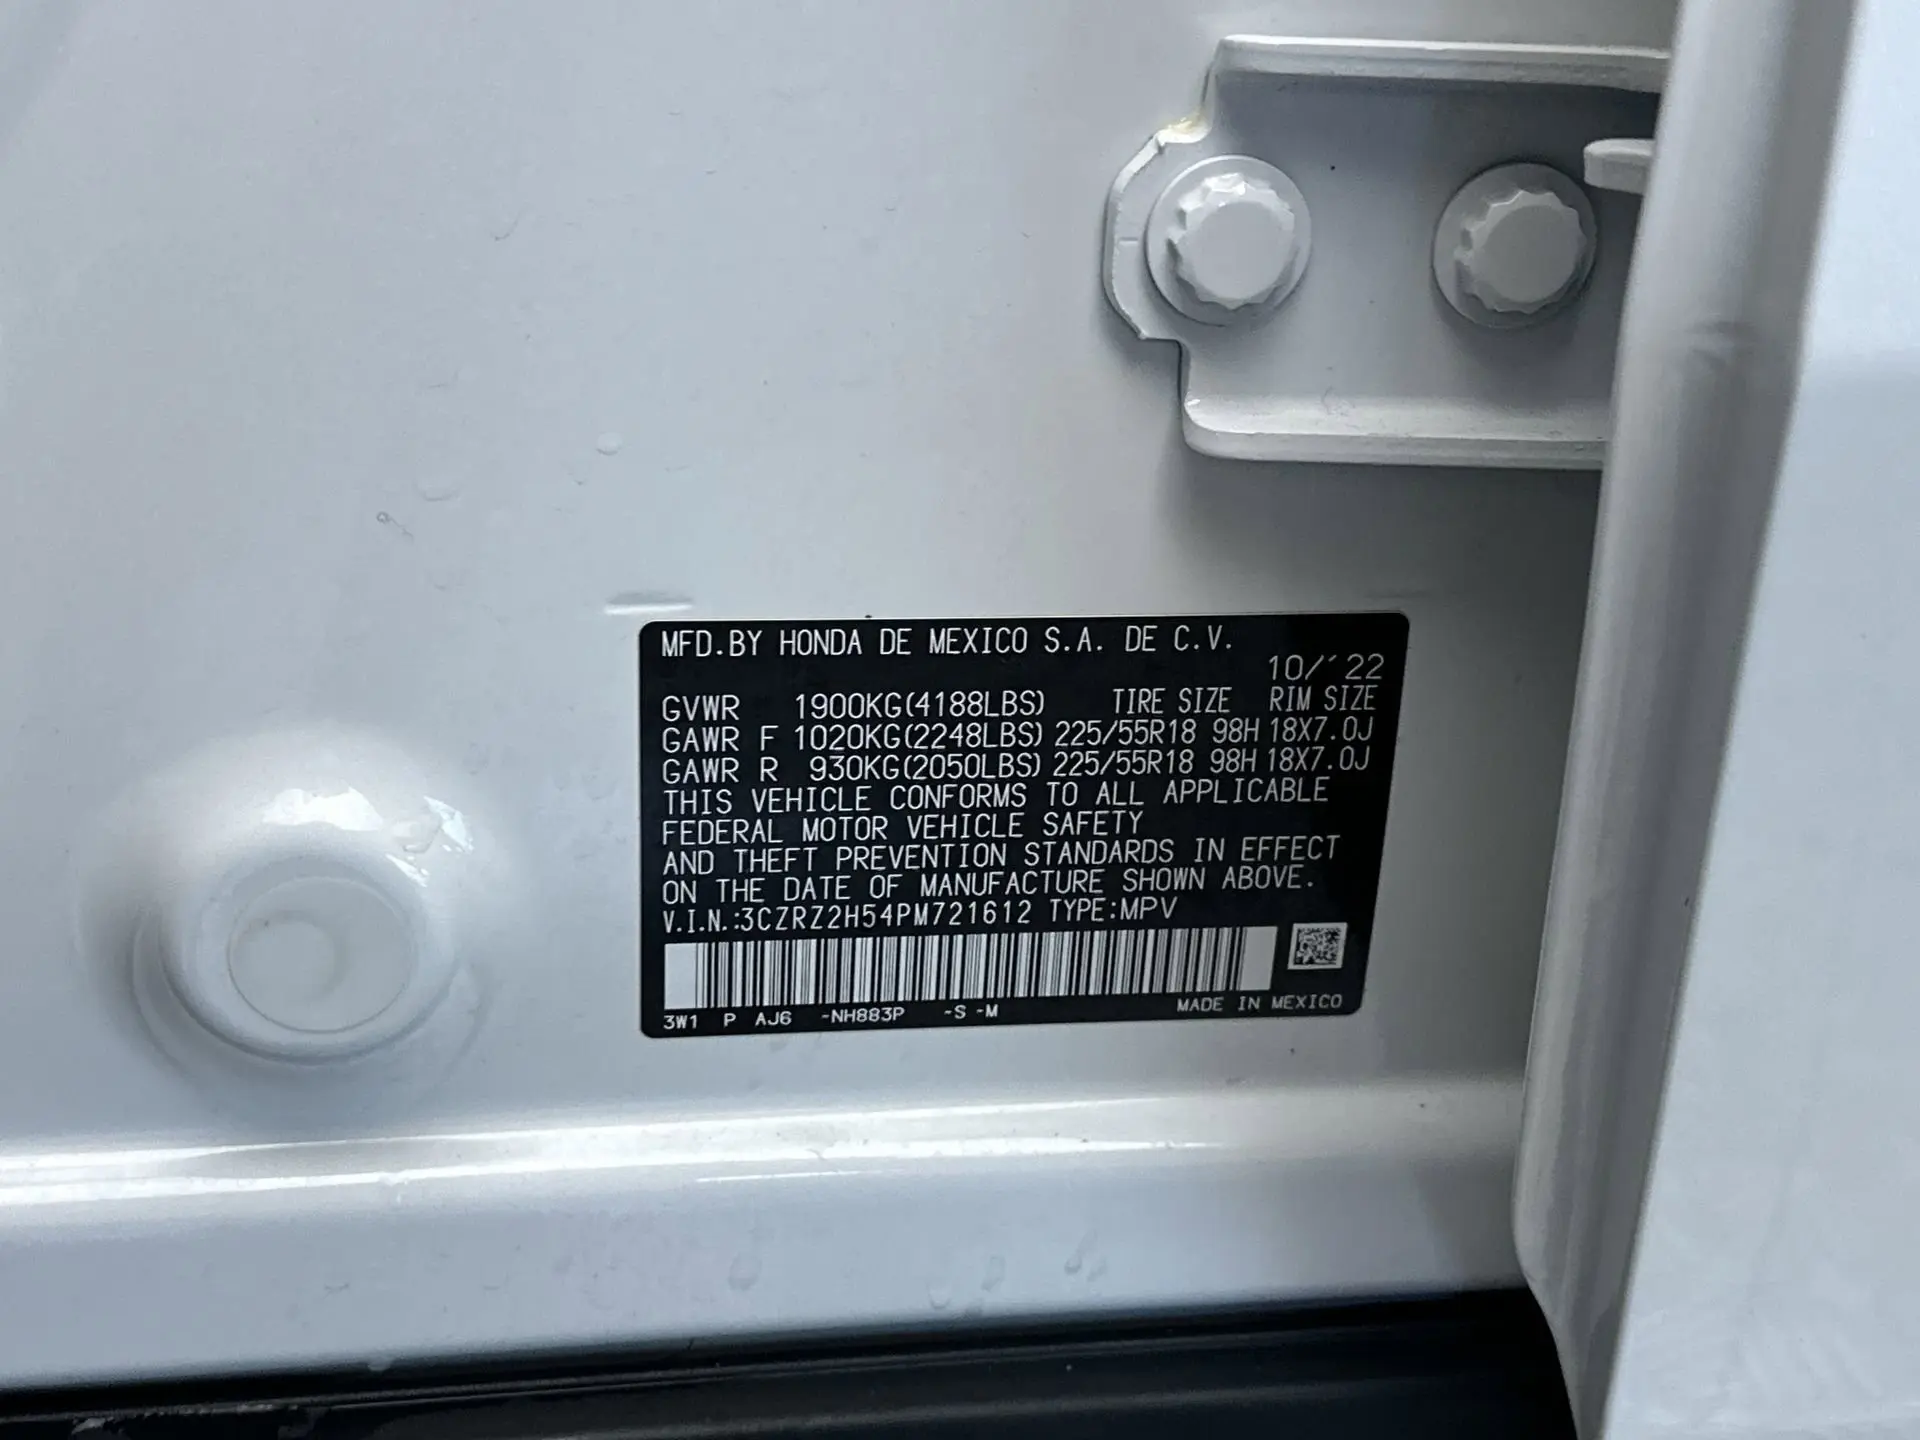 MFD.BY HONDA DE MEXICO S.A. DE C.V.
10/´22
GVWR 1900KG(4188LBS) TIRE SIZE RIM SIZE
GAWR F 1020KG(2248LBS) 225/55R18 98H 18X7.0J
GAWR R 930KG(2050LBS) 225/55R18 98H 18X7.0J
THIS VEHICLE CONFORMS TO ALL APPLICABLE
FEDERAL MOTOR VEHICLE SAFETY
AND THEFT PREVENTION STANDARDS IN EFFECT
ON THE DATE OF MANUFACTURE SHOWN ABOVE.
V.I.N.:3CZRZ2H54PM721612 TYPE:MPV
3W1 P AJ6 -NH883P -S -M MADE IN MEXICO